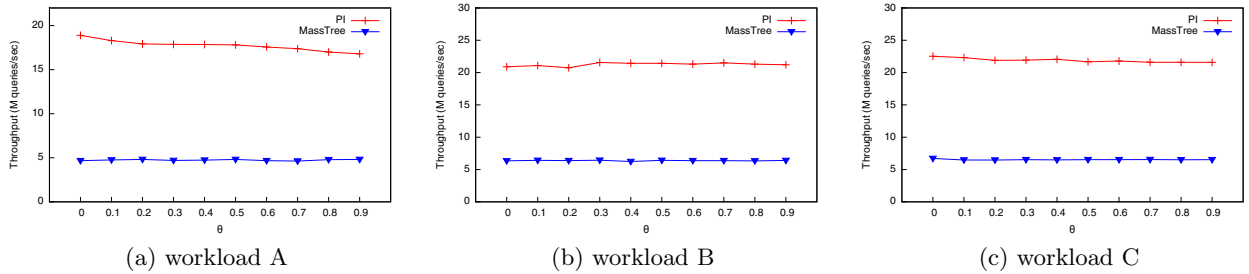 20
15
10
5
0
Throughput (M queries/sec)
PI
MassTree
0 0.1 0.2 0.3 0.4 0.5 0.6 0.7 0.8 0.9
θ
(a) workload A
30
25
20
15
10
5
0
Throughput (M queries/sec)
PI
MassTree
0 0.1 0.2 0.3 0.4 0.5 0.6 0.7 0.8 0.9
θ
(b) workload B
30
25
20
15
10
5
0
Throughput (M queries/sec)
PI
MassTree
0 0.1 0.2 0.3 0.4 0.5 0.6 0.7 0.8 0.9
θ
(c) workload C